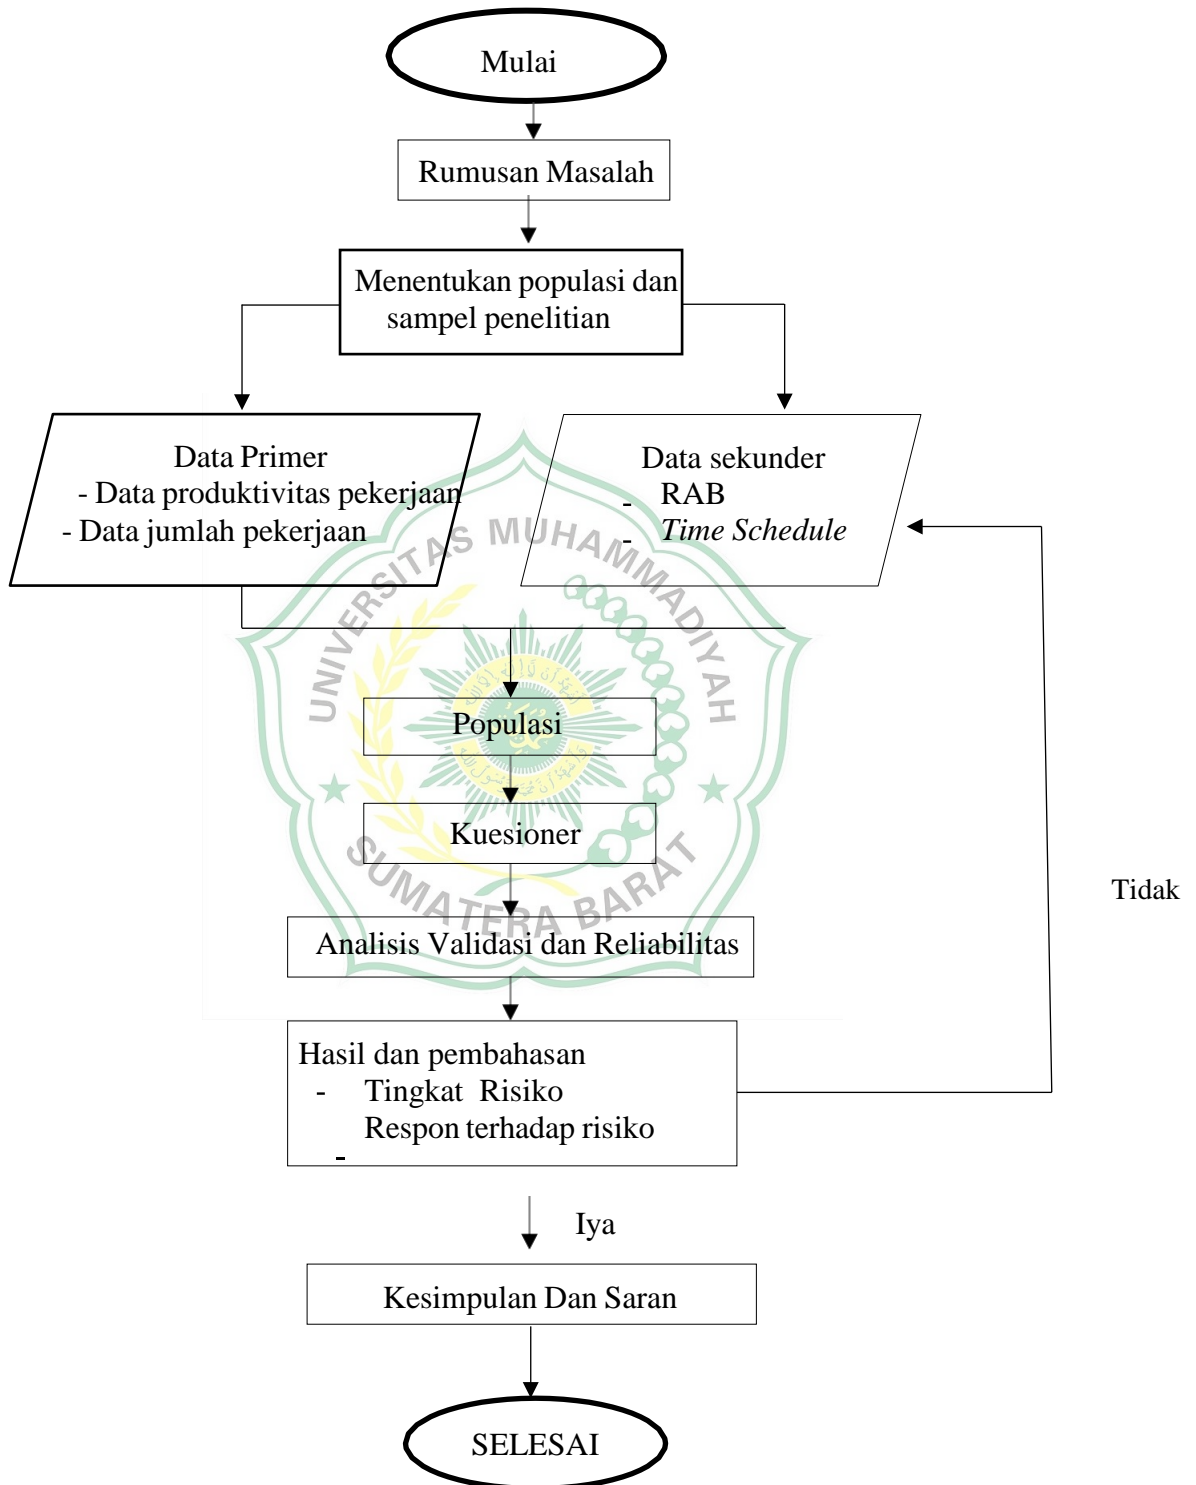 Mulai
Rumusan Masalah
Menentukan populasi dan
sampel penelitian
Data Primer
- Data produktivitas pekerjaan
- Data jumlah pekerjaan
Data sekunder
- RAB
- Time Schedule
UNIVERSITAS MUHAMMADIYAH
Populasi
Kuesioner
SUMATERA BARAT
Tidak
Analisis Validasi dan Reliabilitas
Hasil dan pembahasan
- Tingkat Risiko
Respon terhadap risiko
-
Iya
Kesimpulan Dan Saran
SELESAI